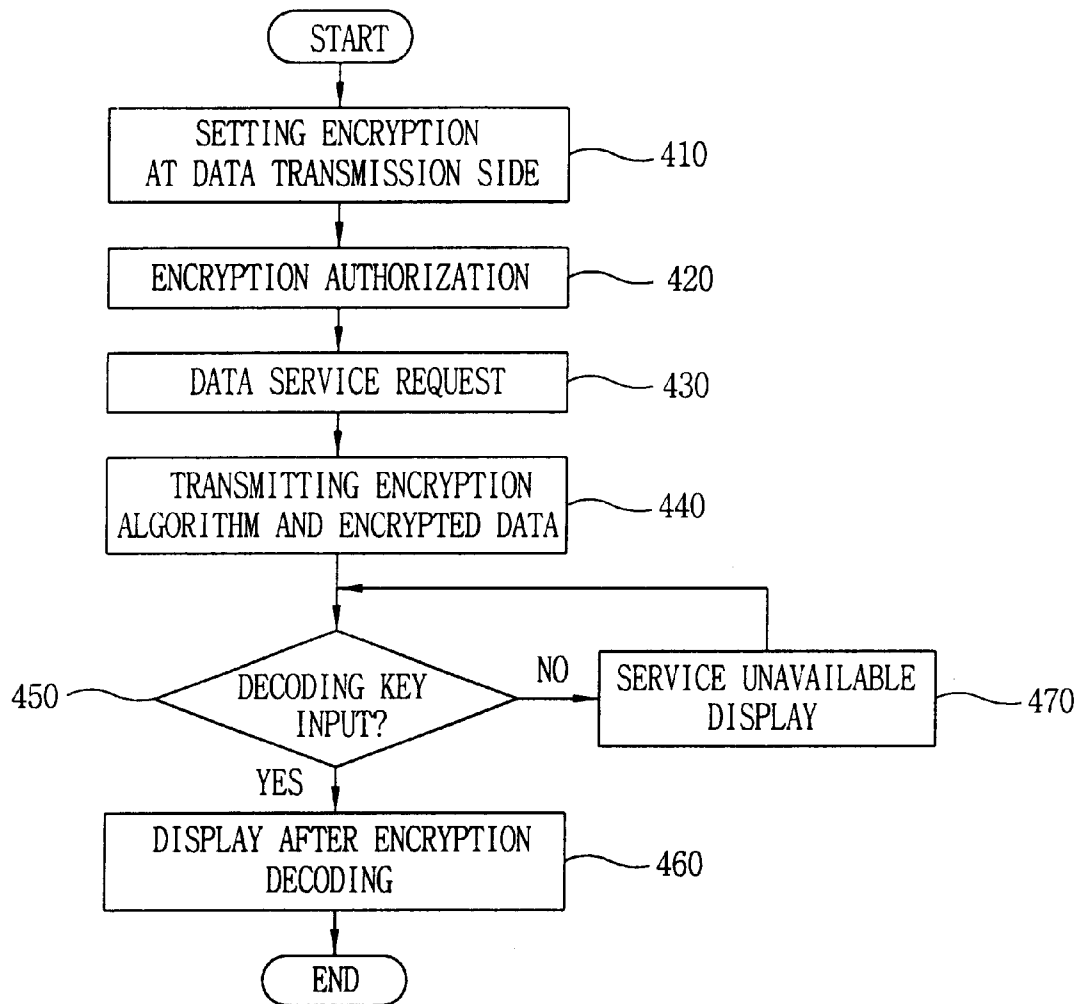 START
SETTING ENCRYPTION
AT DATA TRANSMISSION SIDE
410
ENCRYPTION AUTHORIZATION
420
DATA SERVICE REQUEST
430
TRANSMITTING ENCRYPTION
ALGORITHM AND ENCRYPTED DATA
440
450
DECODING KEY
INPUT?
NO
SERVICE UNAVAILABLE
DISPLAY
470
YES
DISPLAY AFTER ENCRYPTION
DECODING
460
END